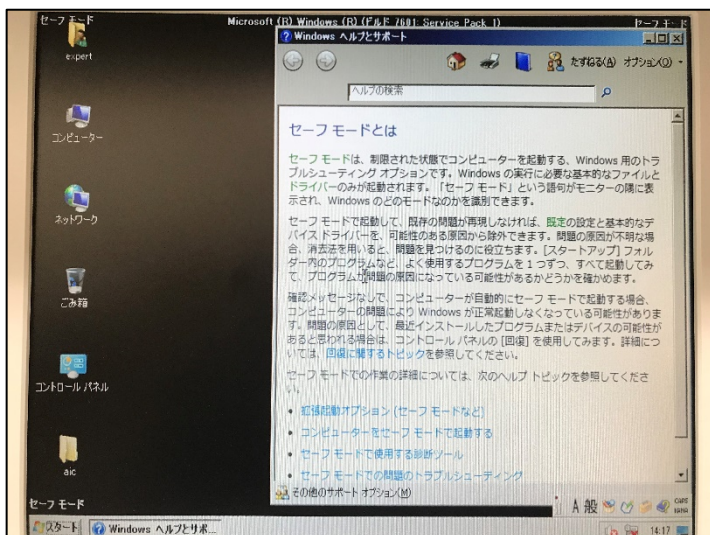 セーフ モード
Microsoft (R) Windows (R) (ビルド 7601: Service Pack 1)
セーフ モード
expert
コンピューター
ネットワーク
ごみ箱
コントロール パネル
aic
セーフ モード
Windows ヘルプとサポート
たずねる(A) オプション(O)
ヘルプの検索
セーフ モードとは
セーフ モードは、制限された状態でコンピューターを起動する、Windows 用のトラ
ブルシューティング オプションです。Windows の実行に必要な基本的なファイルと
ドライバーのみが起動されます。「セーフ モード」という語句がモニターの隅に表
示され、Windows のどのモードなのかを識別できます。
セーフ モードで起動して、既存の問題が再現しなければ、既定の設定と基本的なデ
バイス ドライバーを、可能性のある原因から除外できます。問題の原因が不明な場
合、消去法を用いると、問題を見つけるのに役立ちます。[スタートアップ] フォル
ダー内のプログラムなど、よく使用するプログラムを 1 つずつ、すべて起動してみ
て、プログラムが問題の原因になっている可能性があるかどうかを確かめます。
確認メッセージなしで、コンピューターが自動的にセーフ モードで起動する場合、
コンピューターの問題により Windows が正常起動しなくなっている可能性がありま
す。問題の原因として、最近インストールしたプログラムまたはデバイスの可能性が
あると思われる場合は、コントロール パネルの [回復] を使用してみます。詳細につ
いては、回復に関するトピックを参照してください。
セーフ モードでの作業の詳細については、次のヘルプ トピックを参照してくださ
い。
• 拡張起動オプション (セーフ モードなど)
• コンピューターをセーフ モードで起動する
• セーフ モードで使用する診断ツール
• セーフ モードでの問題のトラブルシューティング
その他のサポート オプション(M)
A 般
CAPS
KANA
スタート
Windows ヘルプとサポ...
14:17